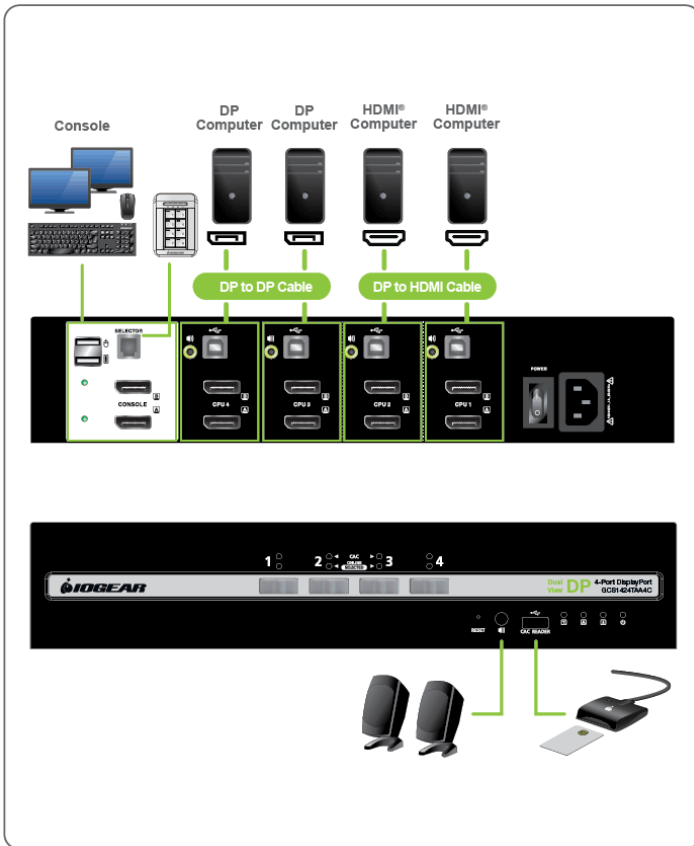 Console
DP Computer
DP Computer
HDMI® Computer
HDMI® Computer
DP to DP Cable
DP to HDMI Cable
SELECTOR
CONSOLE
B
A
CPU 4
B
A
CPU 3
B
A
CPU 2
B
A
CPU 1
B
A
POWER
1
2
CAC
ONLINE
SELECTED
3
4
IOGEAR
Dual View DP 4-Port DisplayPort
GCS1424TAA4C
RESET
CAC READER